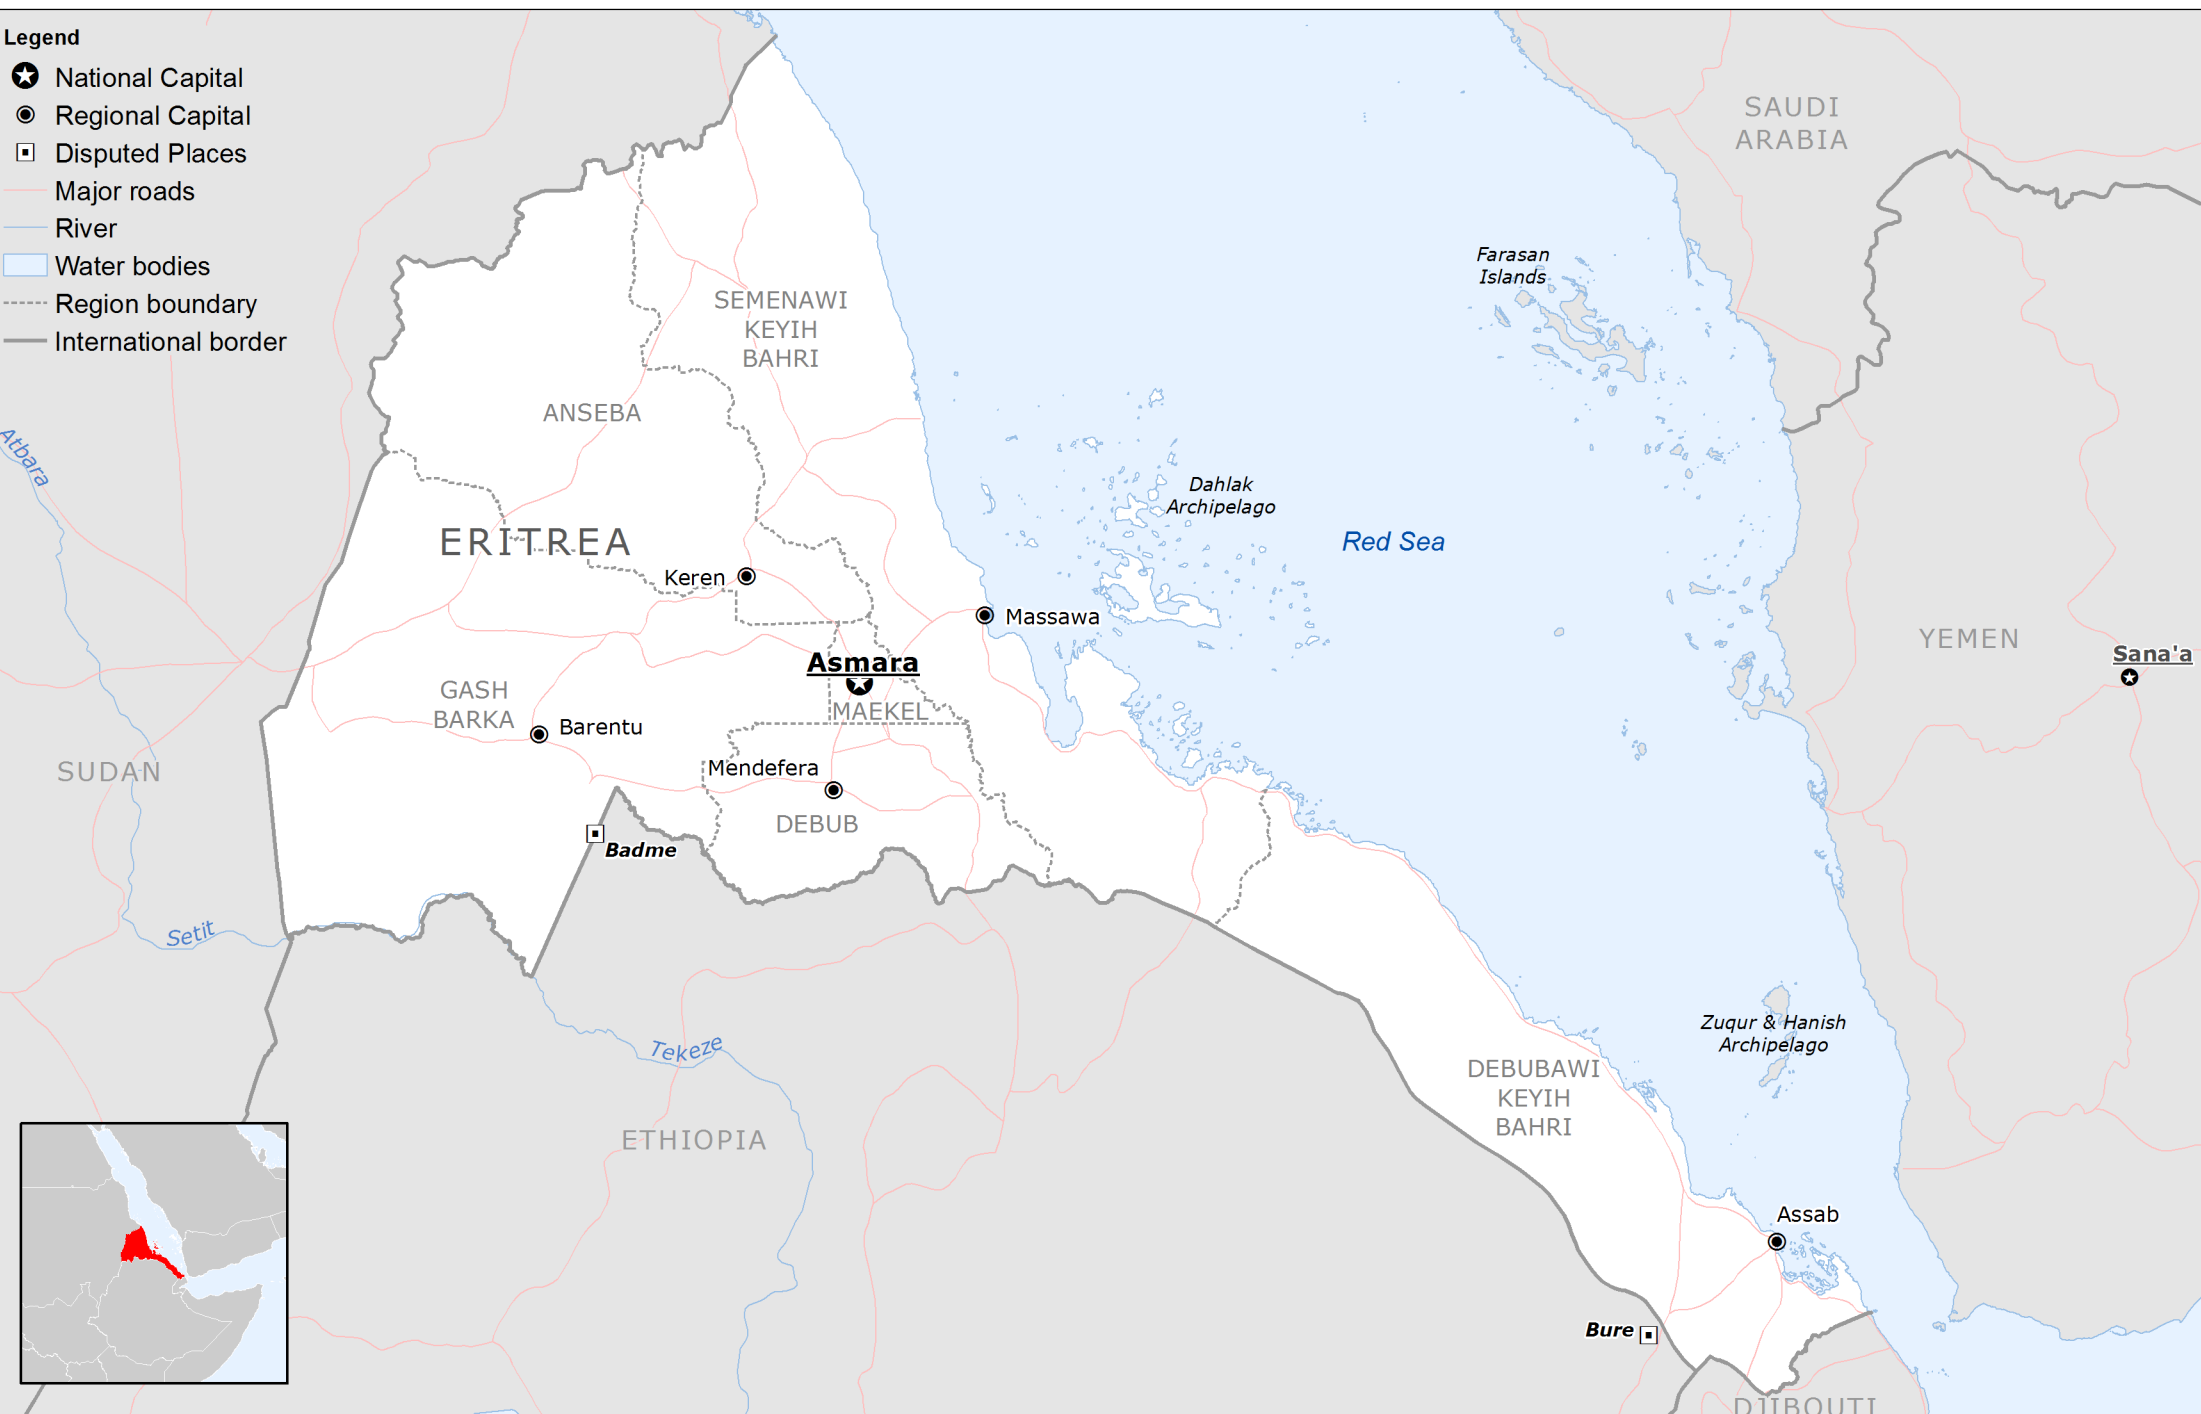 Legend
National Capital
Regional Capital
Disputed Places
Major roads
River
Water bodies
Region boundary
International border
SAUDI
ARABIA
Farasan
Islands
SEMENAWI
KEYIH
BAHRI
ANSEBA
Atbara
Dahlak
Archipelago
ERITREA
Red Sea
Keren
Massawa
YEMEN
Sana'a
Asmara
GASH
BARKA
MAEKEL
Barentu
SUDAN
Mendefera
DEBUB
Badme
Setit
Zuqur & Hanish
Archipelago
Tekeze
DEBUBAWI
KEYIH
BAHRI
ETHIOPIA
Assab
Bure
DJIBOUTI